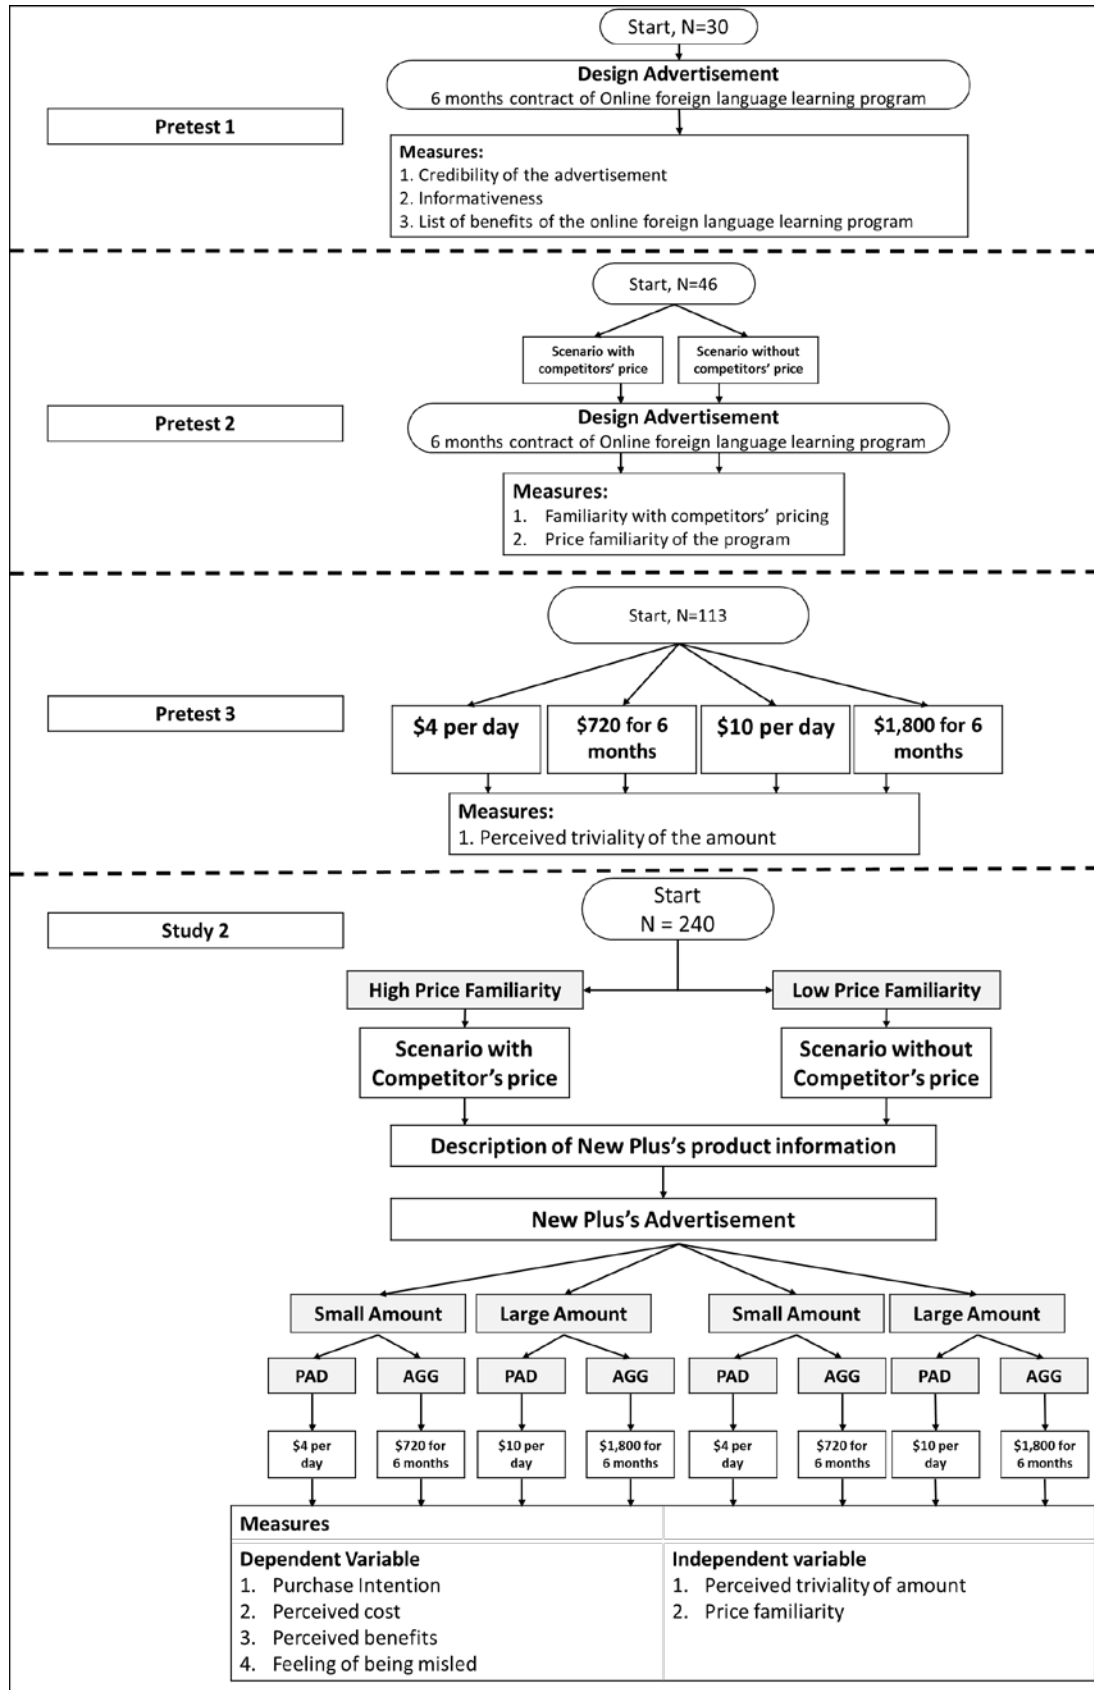 Start, N=30
Design Advertisement
6 months contract of Online foreign language learning program
Pretest 1
Measures:
1. Credibility of the advertisement
2. Informativeness
3. List of benefits of the online foreign language learning program
Start, N=46
Scenario with
competitors' price
Scenario without
competitors' price
Pretest 2
Design Advertisement
6 months contract of Online foreign language learning program
Measures:
1. Familiarity with competitors' pricing
2. Price familiarity of the program
Start, N=113
Pretest 3
$4 per day
$720 for 6
months
$10 per day
$1,800 for 6
months
Measures:
1. Perceived triviality of the amount
Study 2
Start
N = 240
High Price Familiarity
Low Price Familiarity
Scenario with
Competitor's price
Scenario without
Competitor's price
Description of New Plus's product information
New Plus's Advertisement
Small Amount
Large Amount
Small Amount
Large Amount
PAD
AGG
PAD
AGG
PAD
AGG
PAD
AGG
$4 per
day
$720 for
6 months
$10 per
day
$1,800 for
6 months
$4 per
day
$720 for
6 months
$10 per
day
$1,800 for
6 months
Measures
Dependent Variable
1. Purchase Intention
2. Perceived cost
3. Perceived benefits
4. Feeling of being misled
Independent variable
1. Perceived triviality of amount
2. Price familiarity